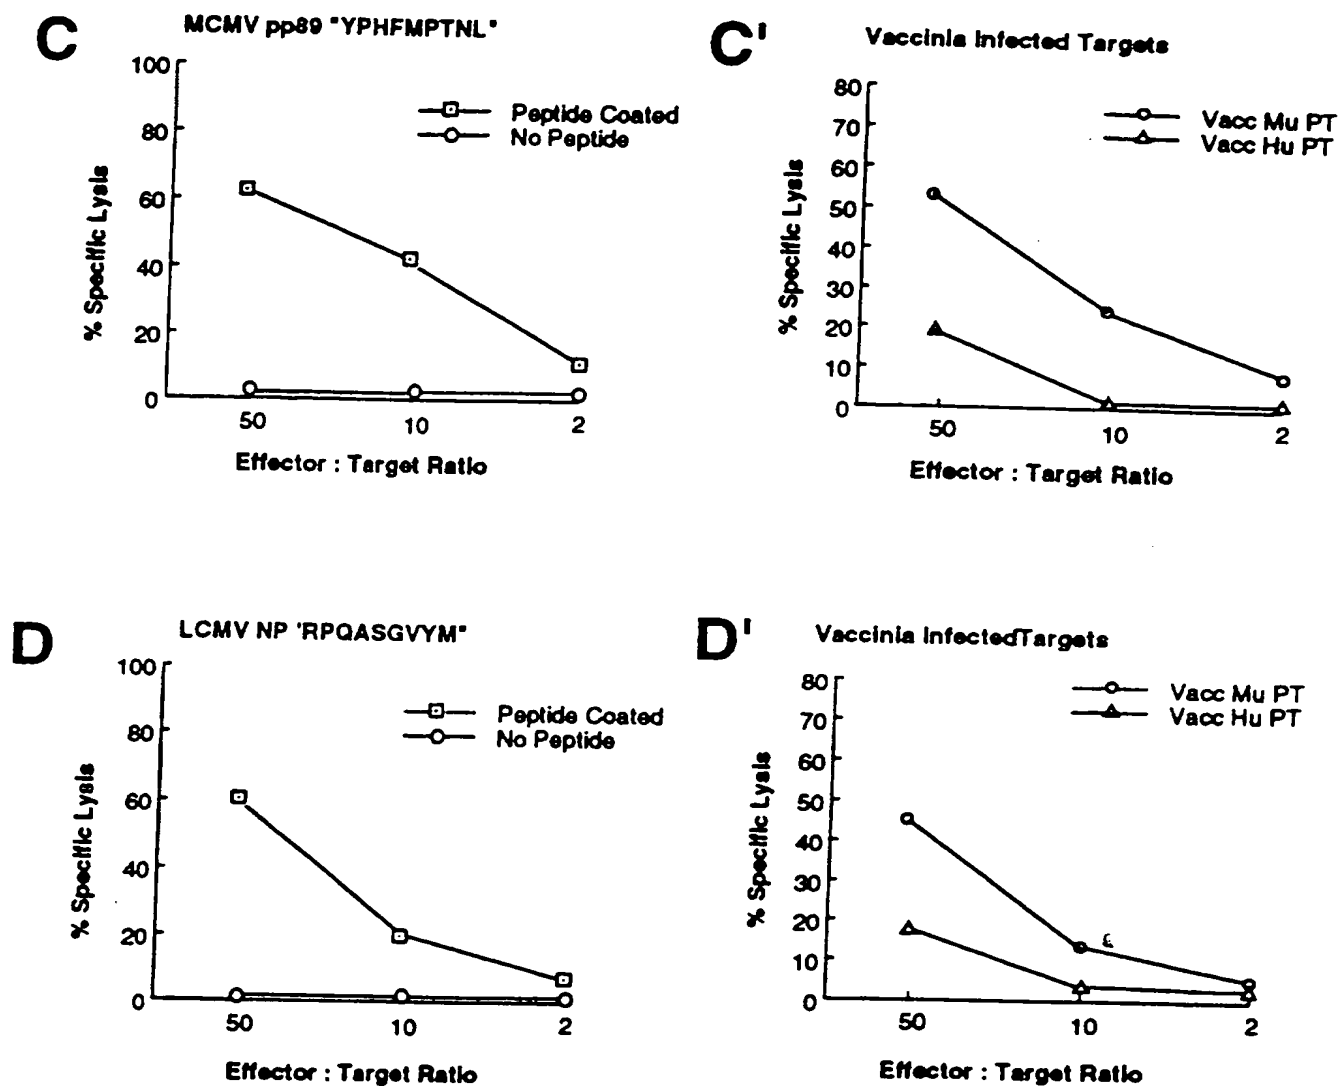 C
MCMV pp89 "YPHFMPTNL"
100
80
60
40
20
0
% Specific Lysis
Peptide Coated
No Peptide
50 10 2
Effector : Target Ratio
C'
Vaccinia Infected Targets
80
70
60
50
40
30
20
10
0
% Specific Lysis
Vacc Mu PT
Vacc Hu PT
50 10 2
Effector : Target Ratio
D
LCMV NP 'RPQASGVYM"
100
80
60
40
20
0
% Specific Lysis
Peptide Coated
No Peptide
50 10 2
Effector : Target Ratio
D'
Vaccinia InfectedTargets
80
70
60
50
40
30
20
10
0
% Specific Lysis
Vacc Mu PT
Vacc Hu PT
50 10 2
Effector : Target Ratio